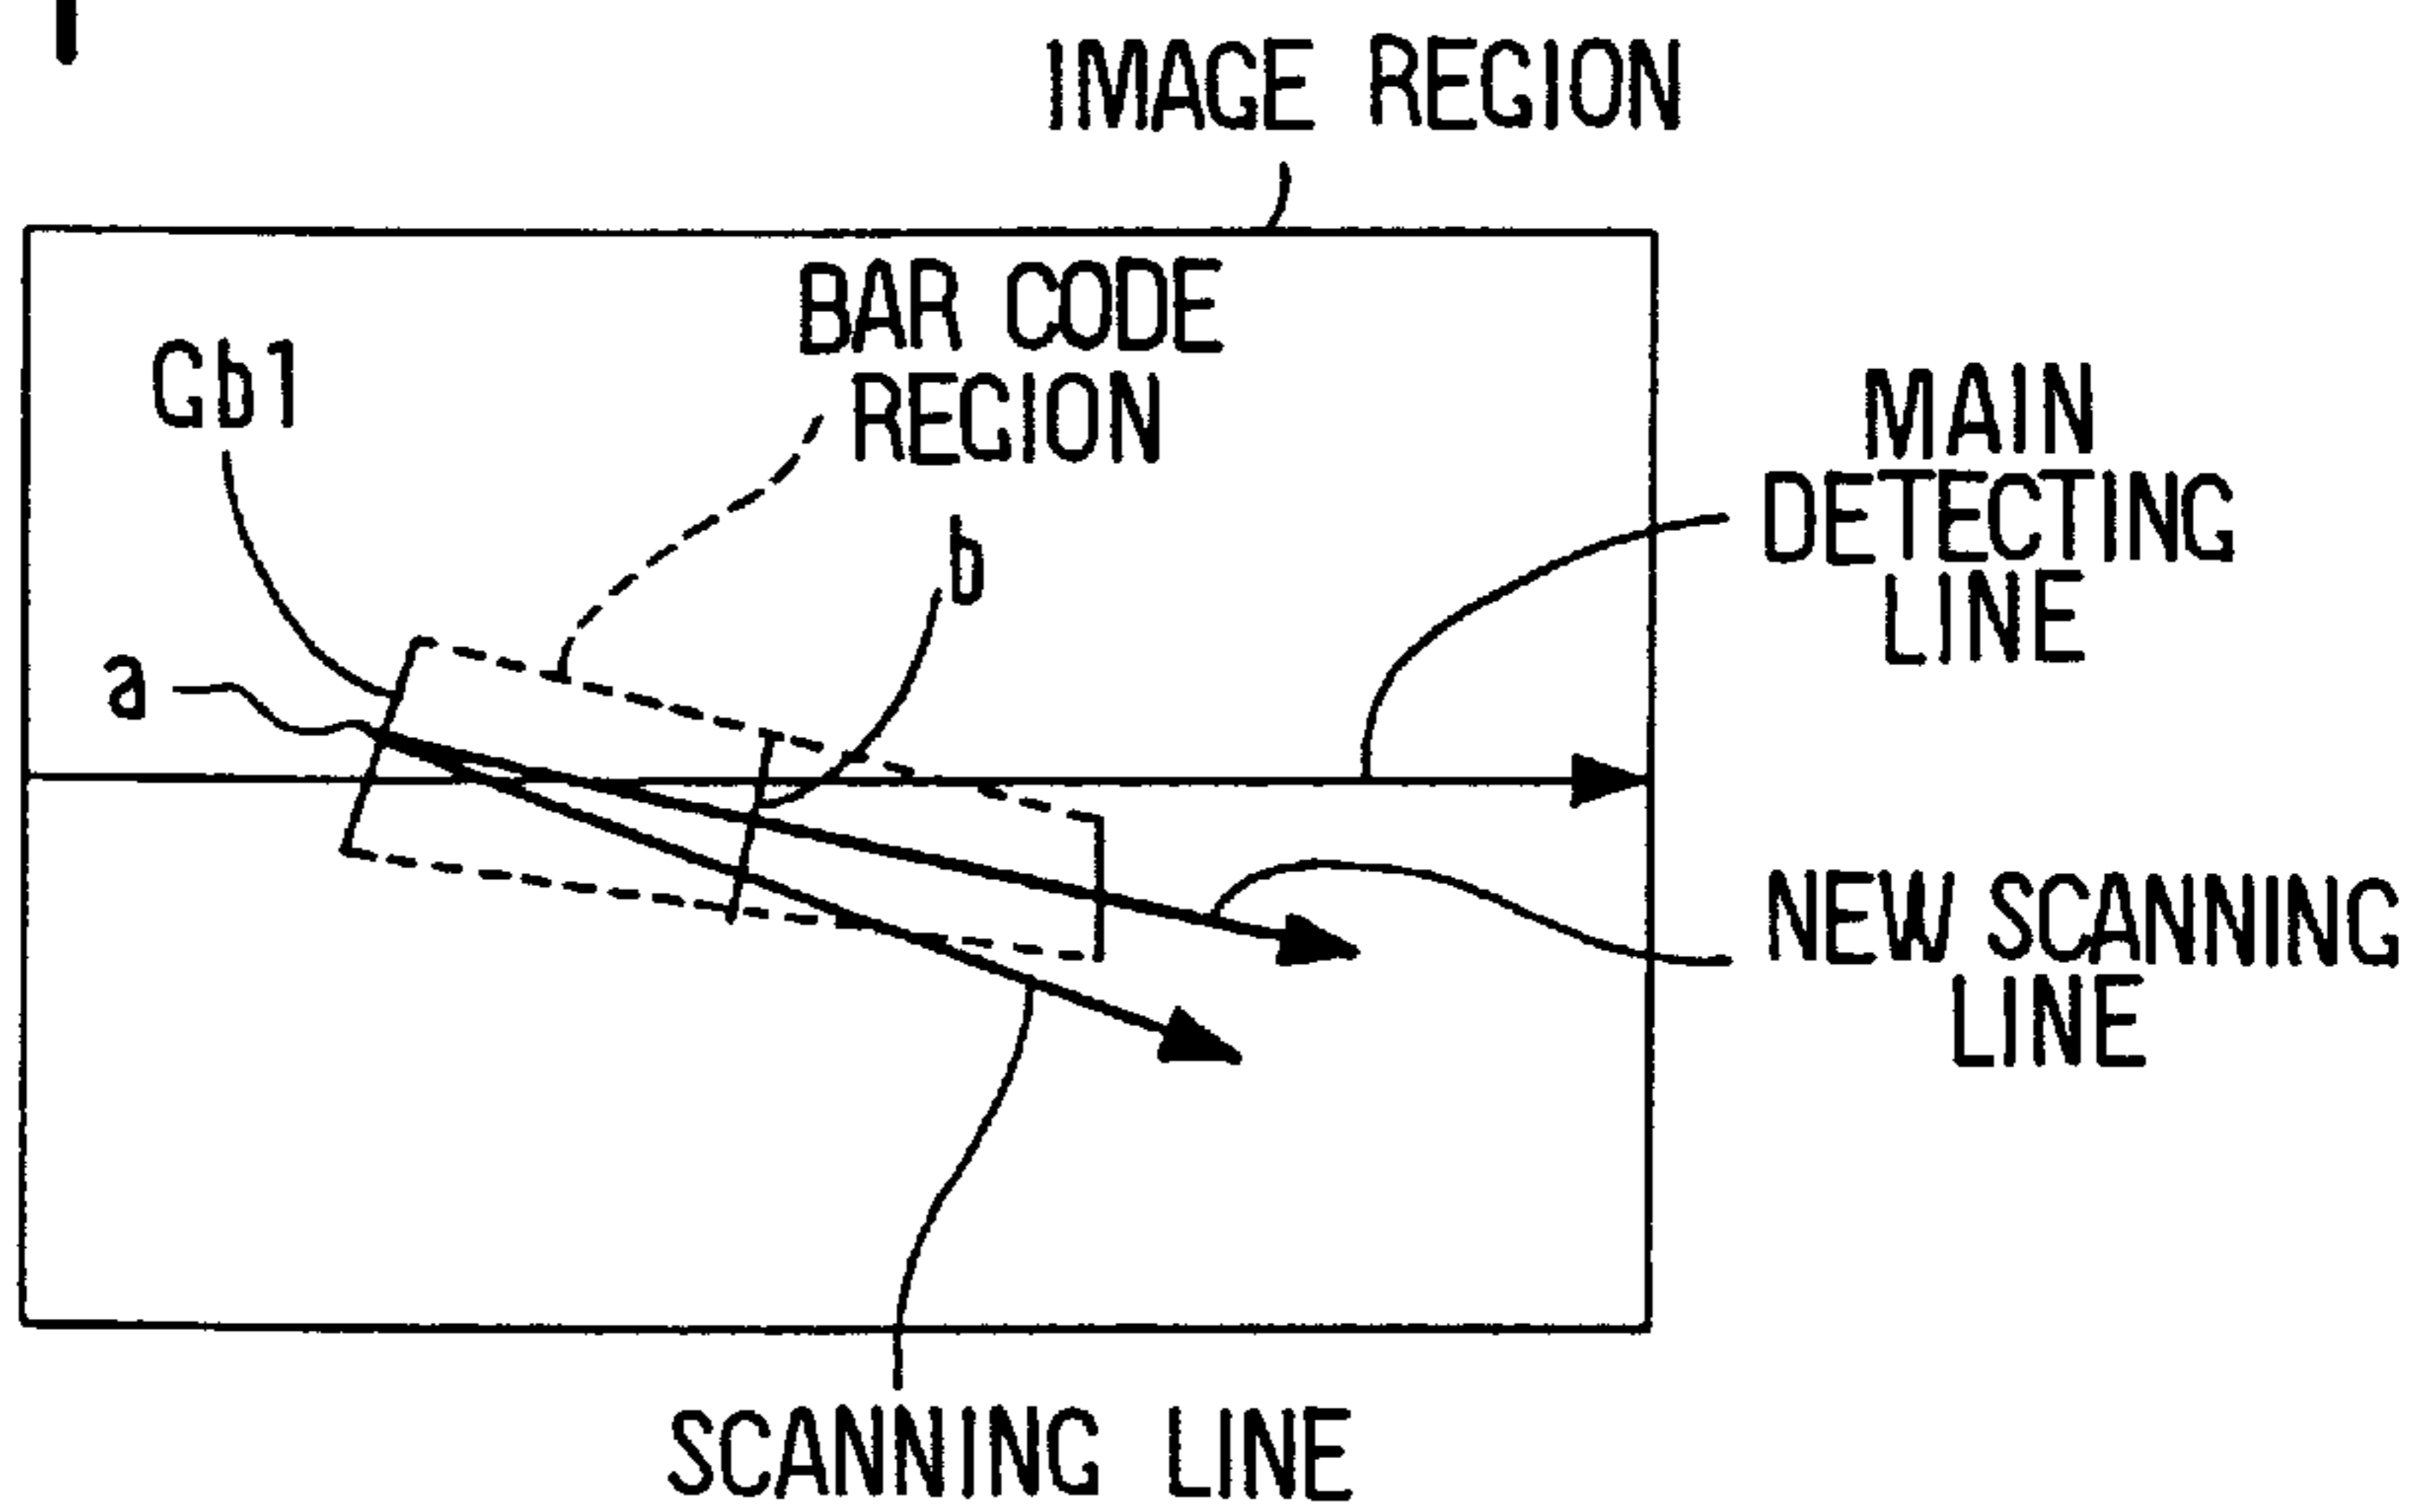 IMAGE REGION
BAR CODE
REGION
Gb1
b
a
MAIN
DETECTING
LINE
NEW SCANNING
LINE
SCANNING LINE